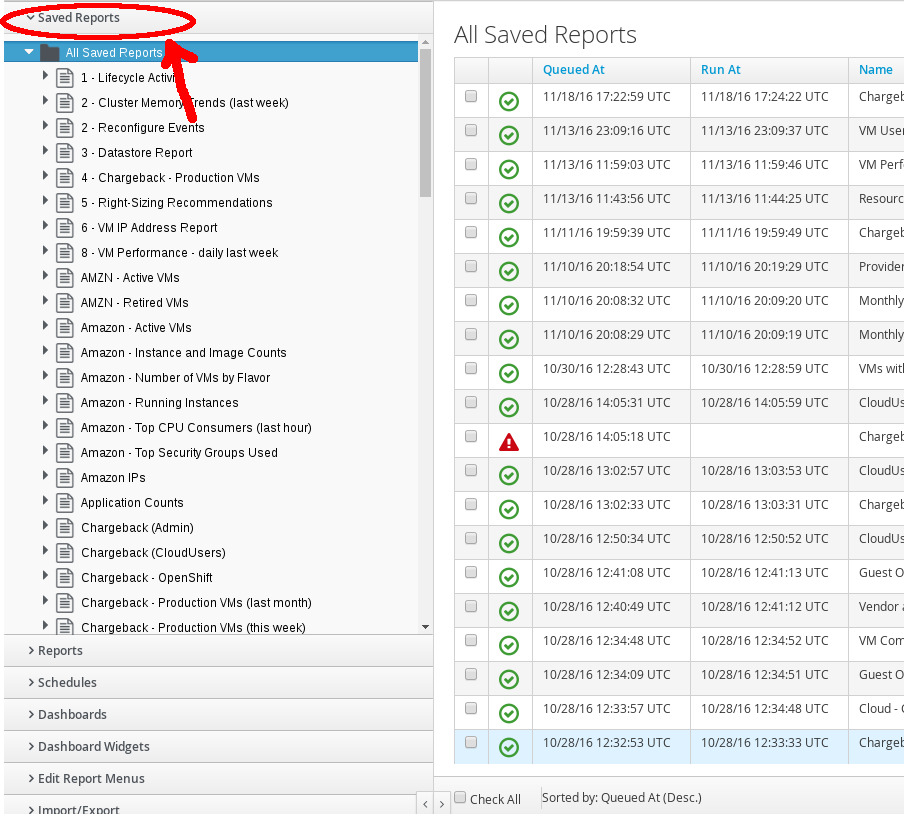 Saved Reports
All Saved Reports
1 - Lifecycle Activi
2 - Cluster Memory Trends (last week)
2 - Reconfigure Events
3 - Datastore Report
4 - Chargeback - Production VMs
5 - Right-Sizing Recommendations
6 - VM IP Address Report
8 - VM Performance - daily last week
AMZN - Active VMs
AMZN - Retired VMs
Amazon - Active VMs
Amazon - Instance and Image Counts
Amazon - Number of VMs by Flavor
Amazon - Running Instances
Amazon - Top CPU Consumers (last hour)
Amazon - Top Security Groups Used
Amazon IPs
Application Counts
Chargeback (Admin)
Chargeback (CloudUsers)
Chargeback - OpenShift
Chargeback - Production VMs (last month)
Chargeback - Production VMs (this week)
Reports
Schedules
Dashboards
Dashboard Widgets
Edit Report Menus
Import/Export
All Saved Reports
Queued At Run At Name
11/18/16 17:22:59 UTC 11/18/16 17:24:22 UTC Chargeb
11/13/16 23:09:16 UTC 11/13/16 23:09:37 UTC VM User
11/13/16 11:59:03 UTC 11/13/16 11:59:46 UTC VM Perf
11/13/16 11:43:56 UTC 11/13/16 11:44:25 UTC Resourc
11/11/16 19:59:39 UTC 11/11/16 19:59:49 UTC Chargeb
11/10/16 20:18:54 UTC 11/10/16 20:19:29 UTC Provider
11/10/16 20:08:32 UTC 11/10/16 20:09:20 UTC Monthly
11/10/16 20:08:29 UTC 11/10/16 20:09:19 UTC Monthly
10/30/16 12:28:43 UTC 10/30/16 12:28:59 UTC VMs with
10/28/16 14:05:31 UTC 10/28/16 14:05:59 UTC CloudUs
10/28/16 14:05:18 UTC Chargeb
10/28/16 13:02:57 UTC 10/28/16 13:03:53 UTC CloudUs
10/28/16 13:02:33 UTC 10/28/16 13:03:31 UTC Chargeb
10/28/16 12:50:34 UTC 10/28/16 12:50:52 UTC CloudUs
10/28/16 12:41:08 UTC 10/28/16 12:41:13 UTC Guest O
10/28/16 12:40:49 UTC 10/28/16 12:41:12 UTC Vendor a
10/28/16 12:34:48 UTC 10/28/16 12:34:52 UTC VM Com
10/28/16 12:34:09 UTC 10/28/16 12:34:51 UTC Guest O
10/28/16 12:33:57 UTC 10/28/16 12:34:48 UTC Cloud - C
10/28/16 12:32:53 UTC 10/28/16 12:33:33 UTC Chargeb
Check All Sorted by: Queued At (Desc.)